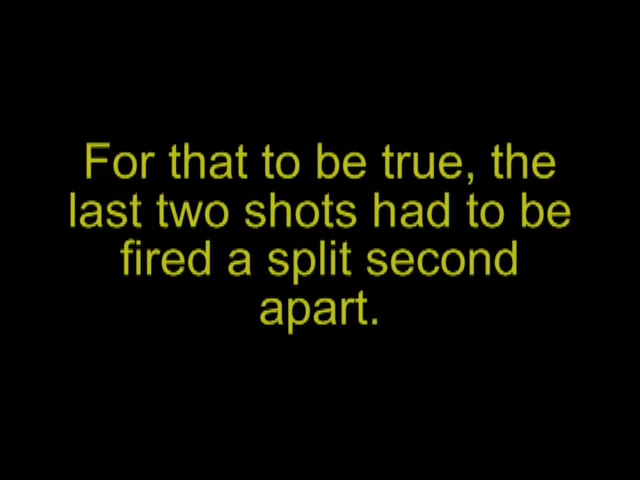 For that to be true, the
last two shots had to be
fired a split second
apart.